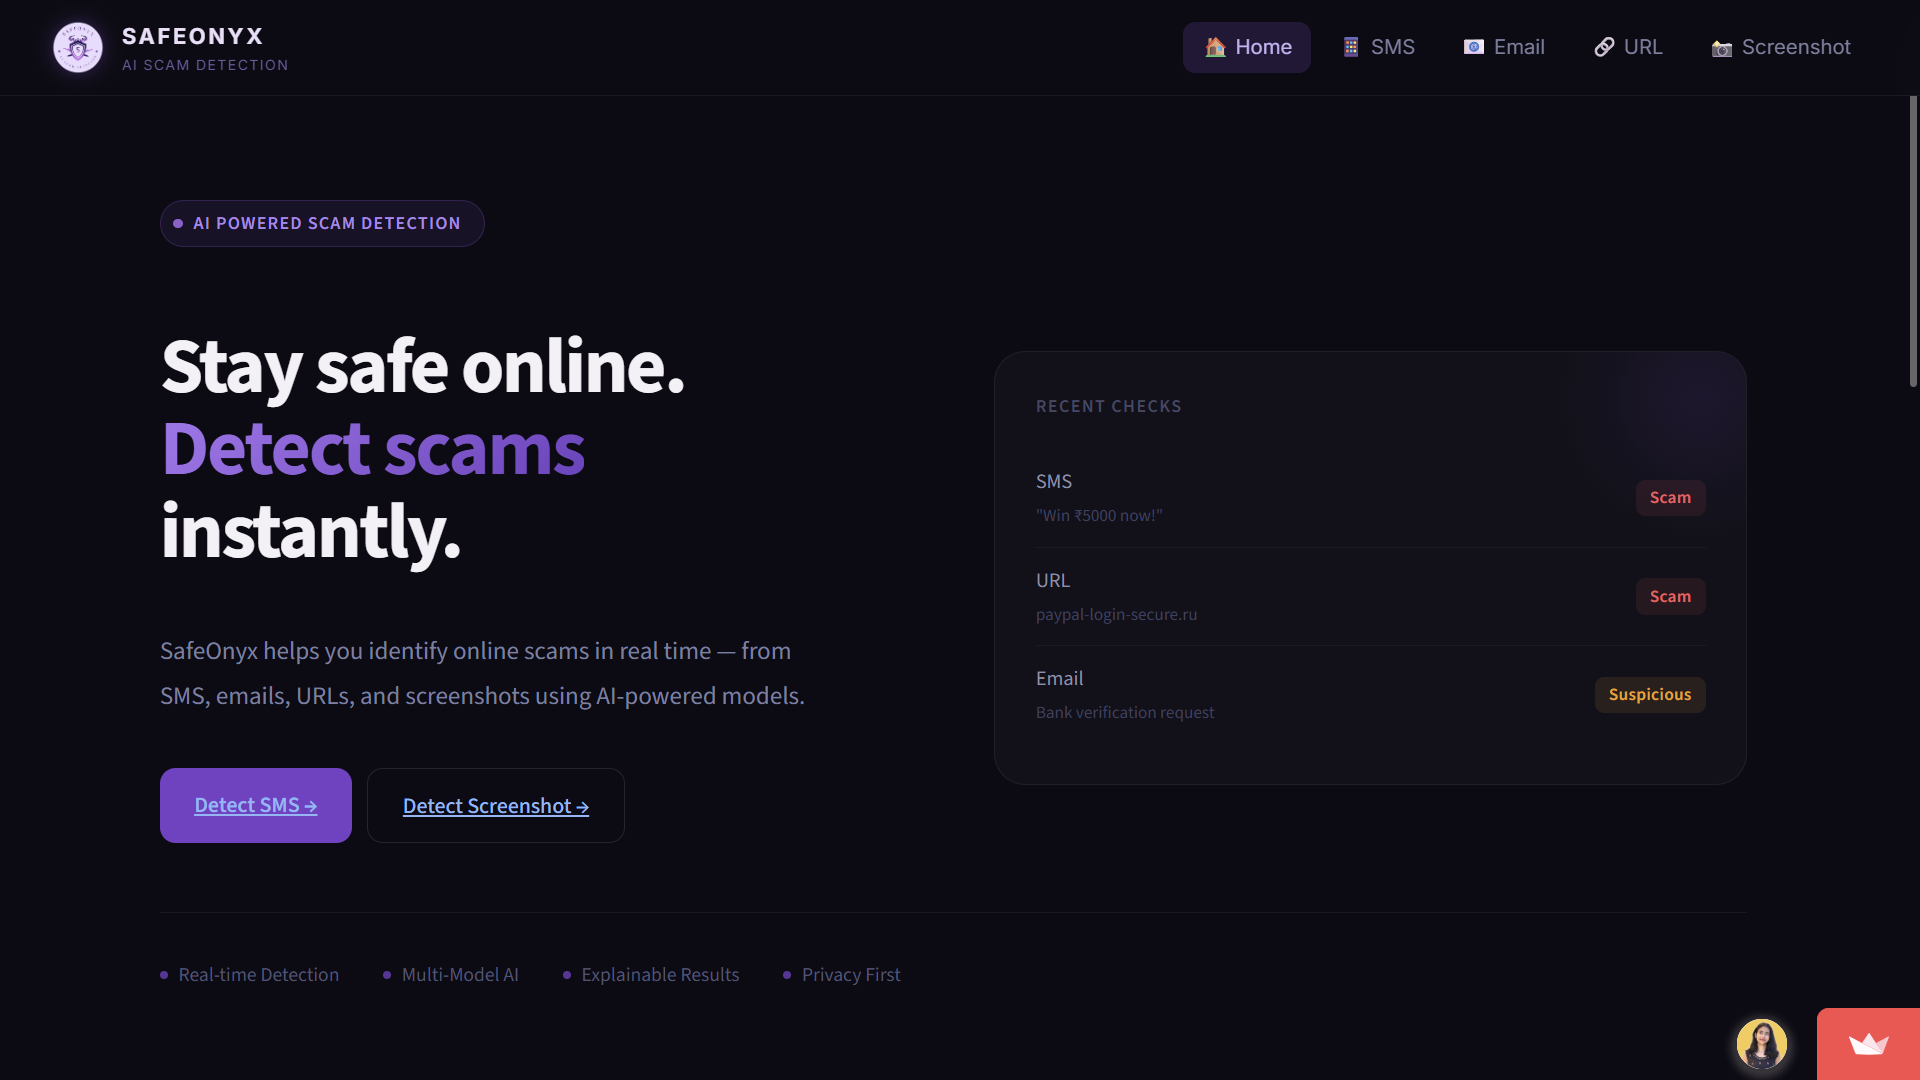 SAFEONYX
AI SCAM DETECTION
Home
SMS
Email
URL
Screenshot
AI POWERED SCAM DETECTION
Stay safe online.
Detect scams
instantly.
SafeOnyx helps you identify online scams in real time — from
SMS, emails, URLs, and screenshots using AI-powered models.
Detect SMS →
Detect Screenshot →
RECENT CHECKS
SMS
"Win ₹5000 now!"
Scam
URL
paypal-login-secure.ru
Scam
Email
Bank verification request
Suspicious
Real-time Detection
Multi-Model AI
Explainable Results
Privacy First